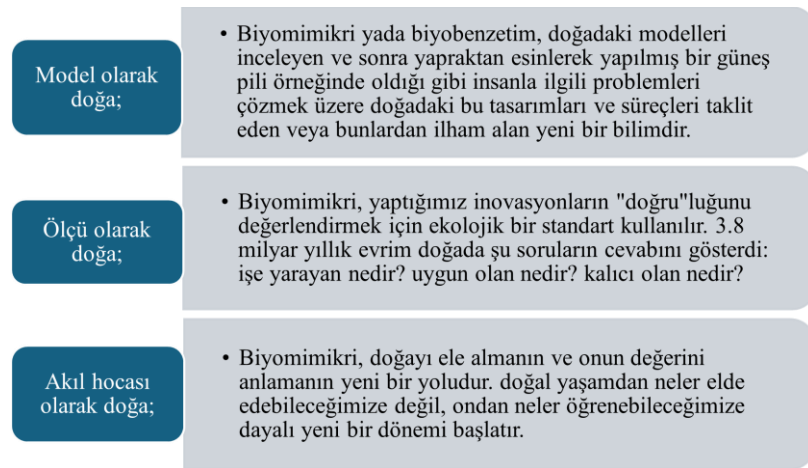 Model olarak
doğa;
• Biyomimikri yada biyobenzetim, doğadaki modelleri
inceleyen ve sonra yapraktan esinlerek yapılmış bir güneş
pili örneğinde oldığı gibi insanla ilgili problemleri
çözmek üzere doğadaki bu tasarımları ve süreçleri taklit
eden veya bunlardan ilham alan yeni bir bilimdir.
Ölçü olarak
doğa;
• Biyomimikri, yaptığımız inovasyonların "doğru"luğunu
değerlendirmek için ekolojik bir standart kullanılır. 3.8
milyar yıllık evrim doğada şu soruların cevabını gösterdi:
işe yarayan nedir? uygun olan nedir? kalıcı olan nedir?
Akıl hocası
olarak doğa;
• Biyomimikri, doğayı ele almanın ve onun değerini
anlamanın yeni bir yoludur. doğal yaşamdan neler elde
edebileceğimize değil, ondan neler öğrenebileceğimize
dayalı yeni bir dönemi başlatır.